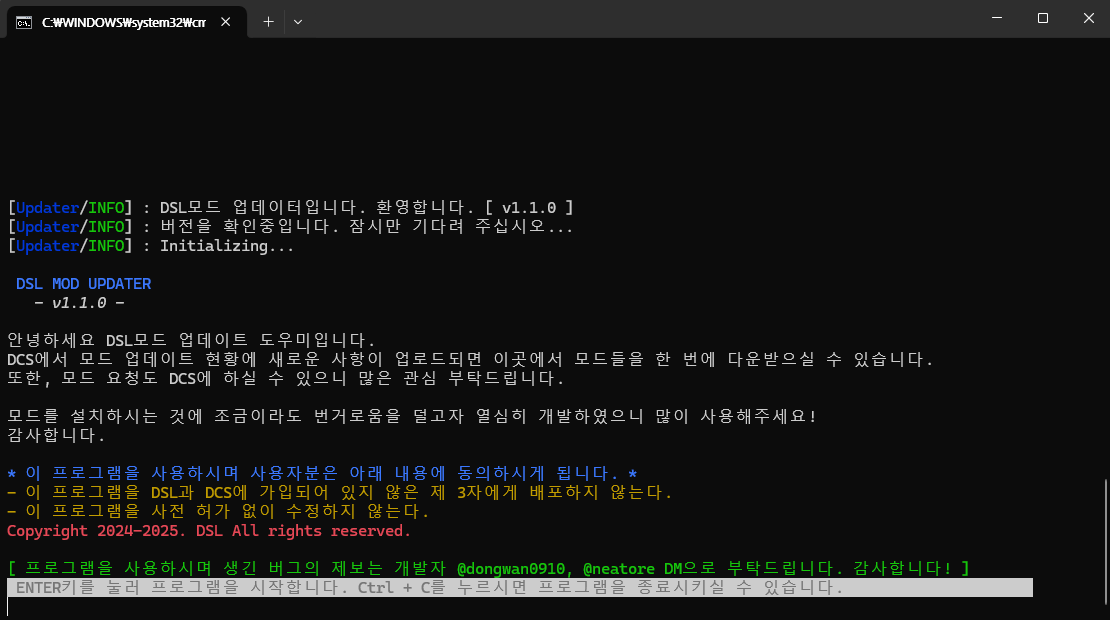 C:₩WINDOWS₩system32₩cm
[Updater/INFO] : DSL모드 업데이터입니다. 환영합니다. [ v1.1.0 ]
[Updater/INFO] : 버전을 확인중입니다. 잠시만 기다려 주십시오...
[Updater/INFO] : Initializing...
DSL MOD UPDATER
- v1.1.0 -
안녕하세요 DSL모드 업데이트 도우미입니다.
DCS에서 모드 업데이트 현황에 새로운 사항이 업로드되면 이곳에서 모드들을 한 번에 다운받으실 수 있습니다.
또한, 모드 요청도 DCS에 하실 수 있으니 많은 관심 부탁드립니다.
모드를 설치하시는 것에 조금이라도 번거로움을 덜고자 열심히 개발하였으니 많이 사용해주세요!
감사합니다.
* 이 프로그램을 사용하시며 사용자분은 아래 내용에 동의하시게 됩니다. *
- 이 프로그램을 DSL과 DCS에 가입되어 있지 않은 제 3자에게 배포하지 않는다.
- 이 프로그램을 사전 허가 없이 수정하지 않는다.
Copyright 2024-2025. DSL All rights reserved.
[ 프로그램을 사용하시며 생긴 버그의 제보는 개발자 @dongwan0910, @neatore DM으로 부탁드립니다. 감사합니다! ]
ENTER키를 눌러 프로그램을 시작합니다. Ctrl + C를 누르시면 프로그램을 종료시키실 수 있습니다.